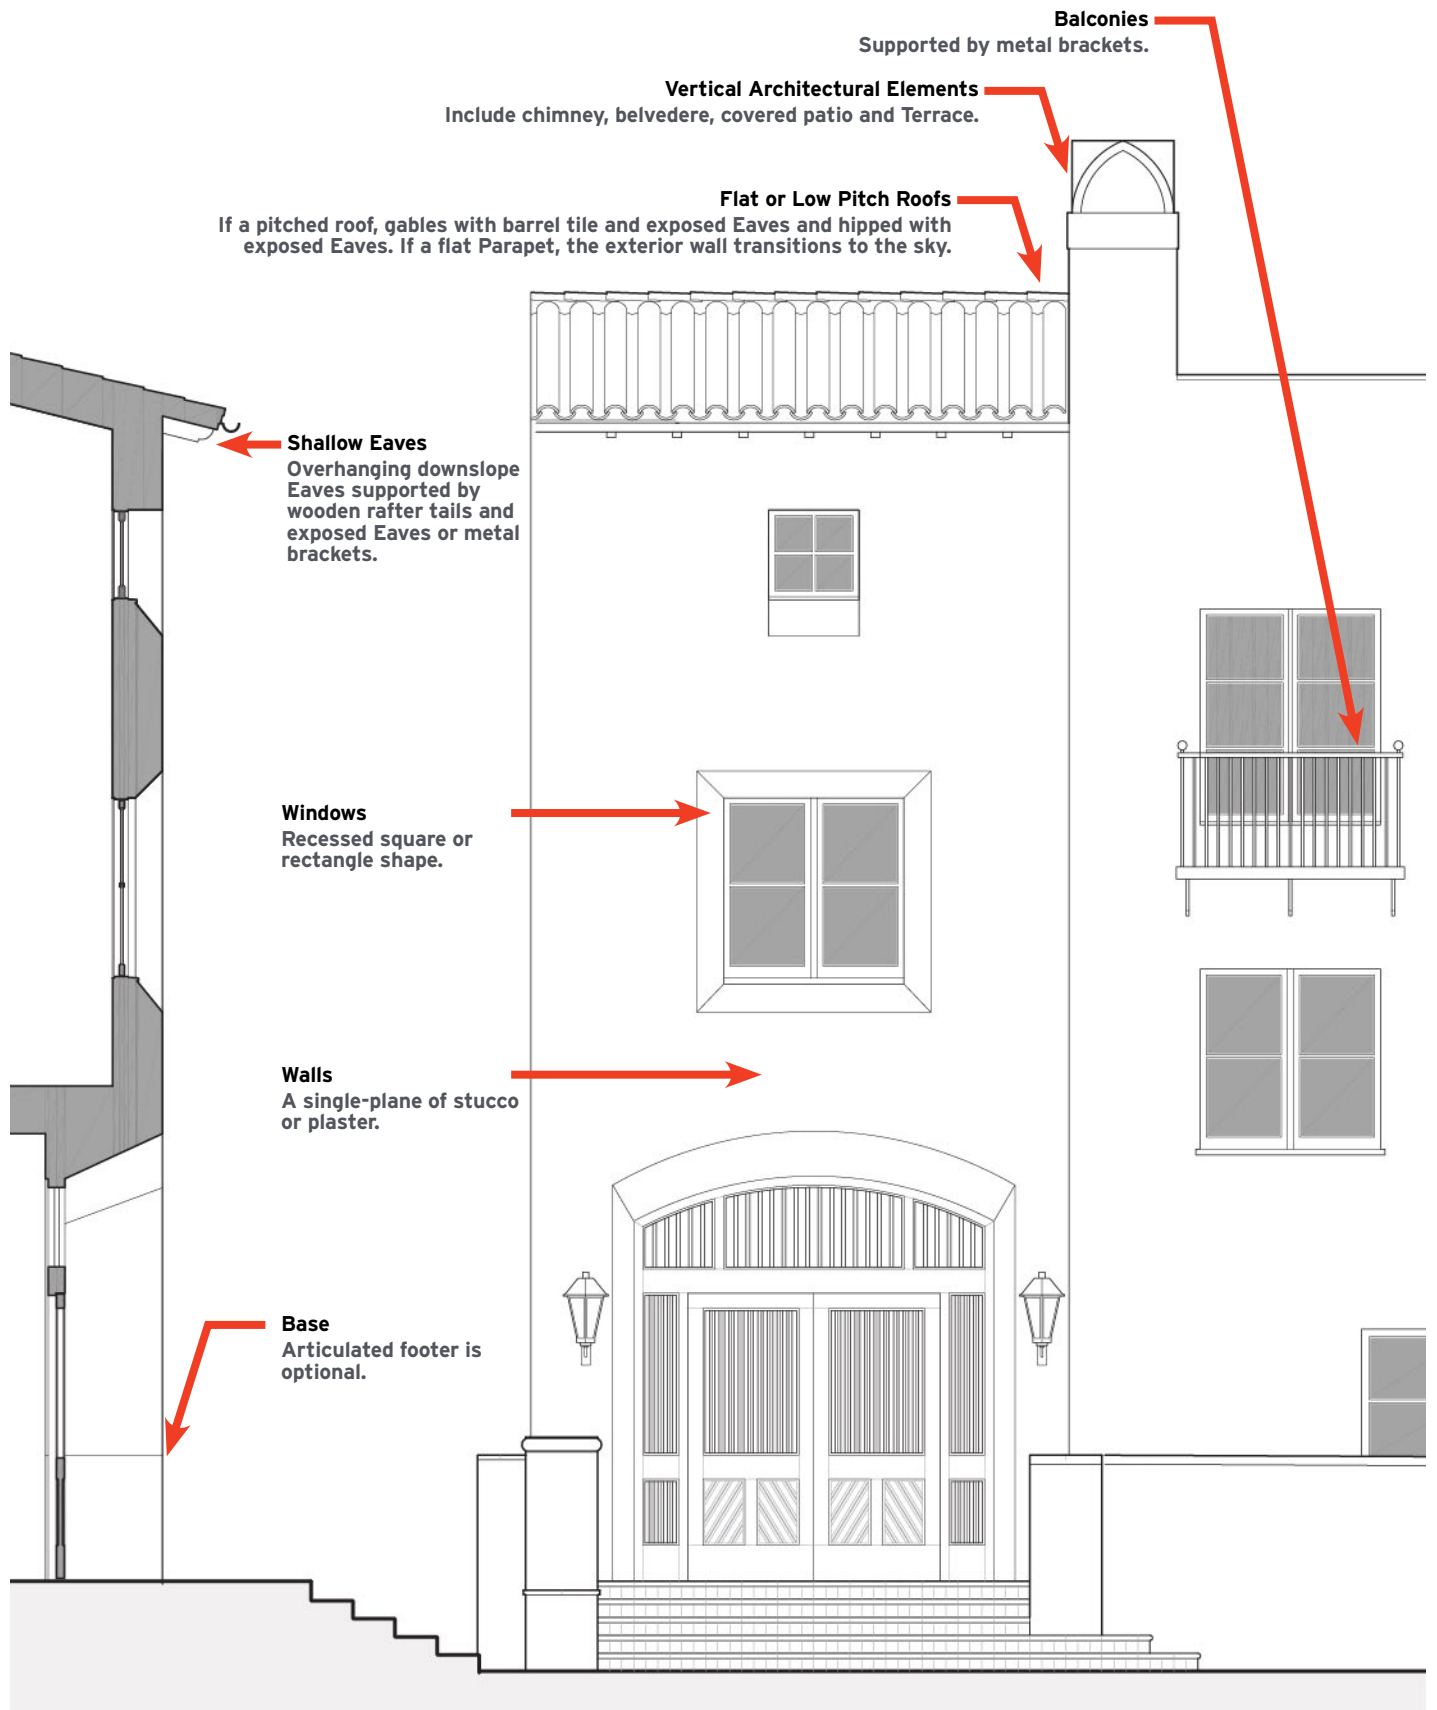 Balconies
Supported by metal brackets.
Vertical Architectural Elements
Include chimney, belvedere, covered patio and Terrace.
Flat or Low Pitch Roofs
If a pitched roof, gables with barrel tile and exposed Eaves and hipped with
exposed Eaves. If a flat Parapet, the exterior wall transitions to the sky.
Shallow Eaves
Overhanging downslope
Eaves supported by
wooden rafter tails and
exposed Eaves or metal
brackets.
Windows
Recessed square or
rectangle shape.
Walls
A single-plane of stucco
or plaster.
Base
Articulated footer is
optional.